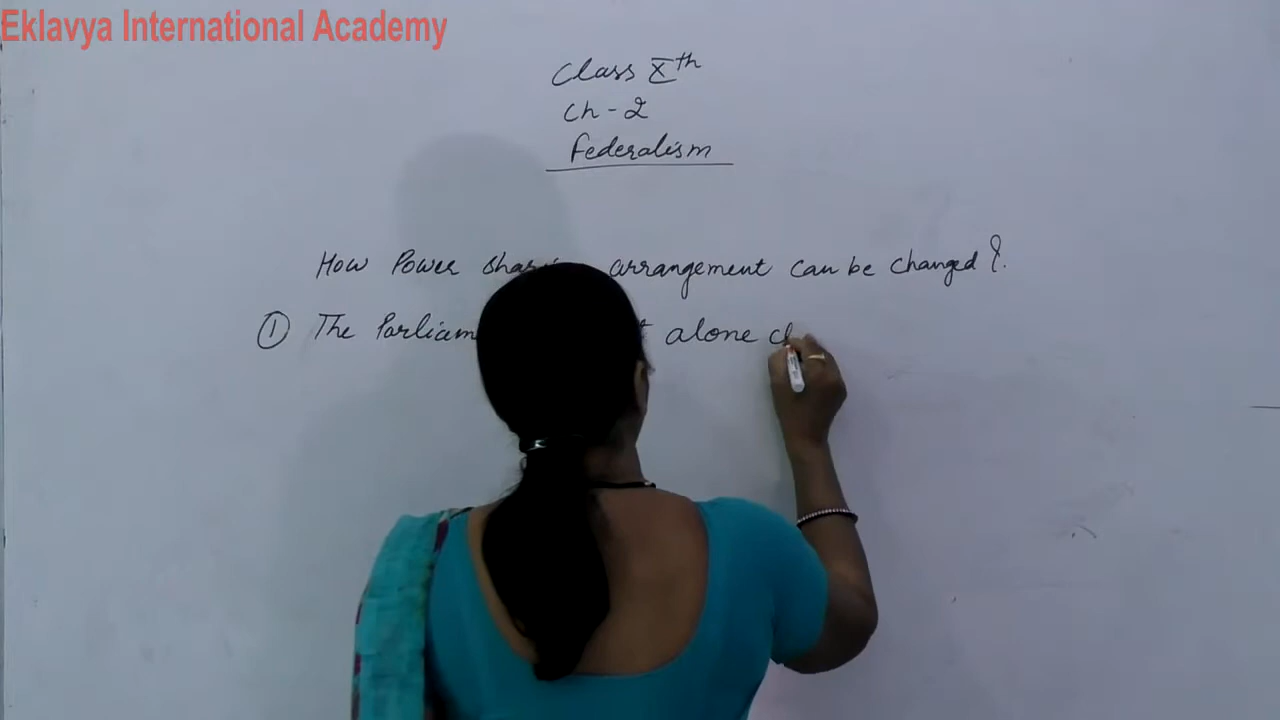 Eklavya International Academy
Class Xth
Ch - 2
Federalism
How Power arrangement can be changed ?
① The alone